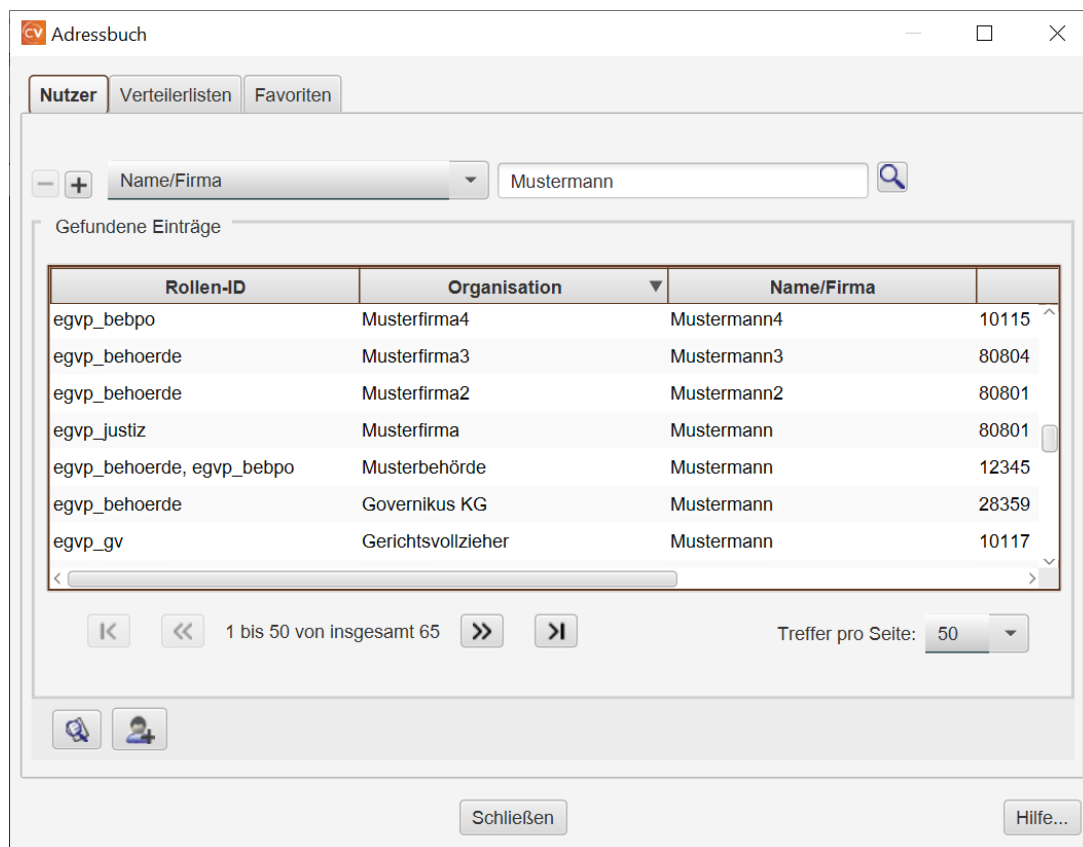 CV Adressbuch
Nutzer Verteilerlisten Favoriten
Name/Firma Mustermann
Gefundene Einträge
Rollen-ID Organisation Name/Firma
egvp_bebpo Musterfirma4 Mustermann4 10115
egvp_behoerde Musterfirma3 Mustermann3 80804
egvp_behoerde Musterfirma2 Mustermann2 80801
egvp_justiz Musterfirma Mustermann 80801
egvp_behoerde, egvp_bebpo Musterbehörde Mustermann 12345
egvp_behoerde Governikus KG Mustermann 28359
egvp_gv Gerichtsvollzieher Mustermann 10117
1 bis 50 von insgesamt 65 Treffer pro Seite: 50
Schließen Hilfe...